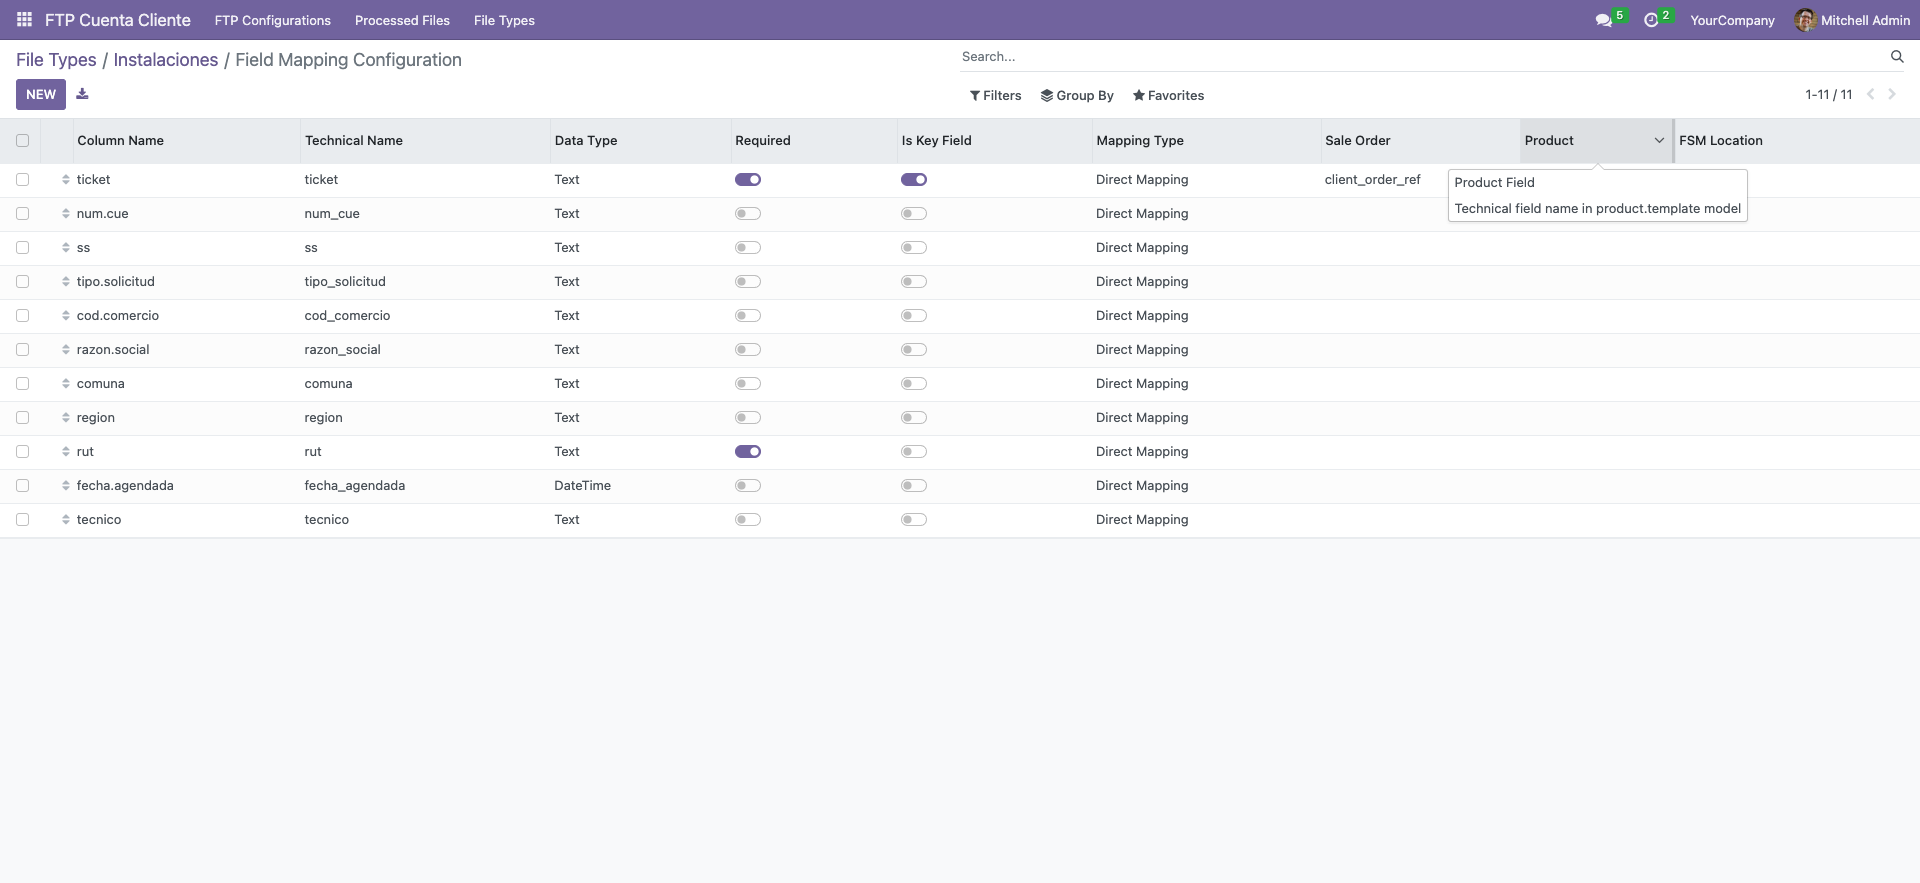 FTP Cuenta Cliente FTP Configurations Processed Files File Types 5 2 YourCompany Mitchell Admin
File Types / Instalaciones / Field Mapping Configuration Search...
NEW Filters Group By Favorites 1-11 / 11
Column Name Technical Name Data Type Required Is Key Field Mapping Type Sale Order Product FSM Location
ticket ticket Text Direct Mapping client_order_ref
Product Field
Technical field name in product.template model
num.cue num_cue Text Direct Mapping
ss ss Text Direct Mapping
tipo.solicitud tipo_solicitud Text Direct Mapping
cod.comercio cod_comercio Text Direct Mapping
razon.social razon_social Text Direct Mapping
comuna comuna Text Direct Mapping
region region Text Direct Mapping
rut rut Text Direct Mapping
fecha.agendada fecha_agendada DateTime Direct Mapping
tecnico tecnico Text Direct Mapping